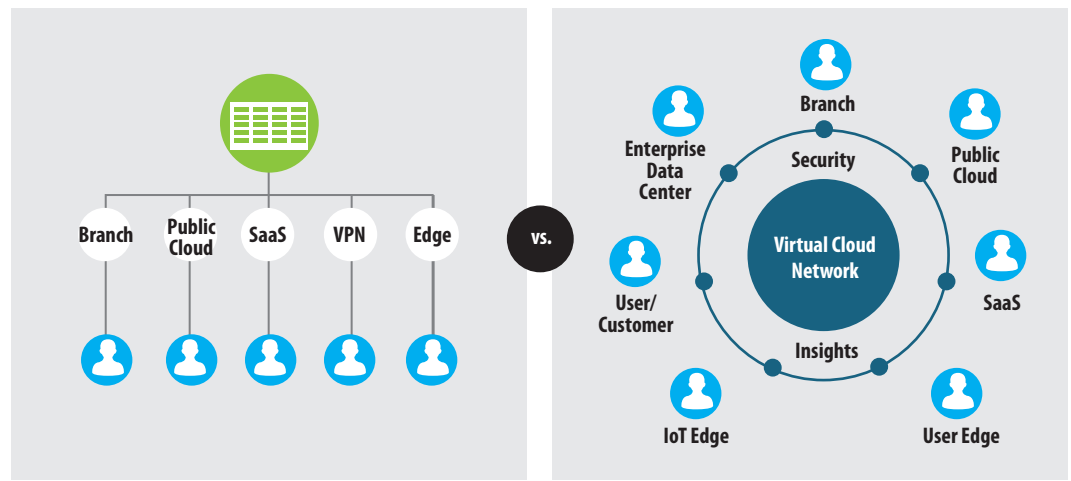 Branch
Public
Cloud
SaaS
VPN
Edge
vs.
Branch
Enterprise
Data
Center
Security
Public
Cloud
Virtual Cloud
Network
User/
Customer
SaaS
Insights
IoT Edge
User Edge